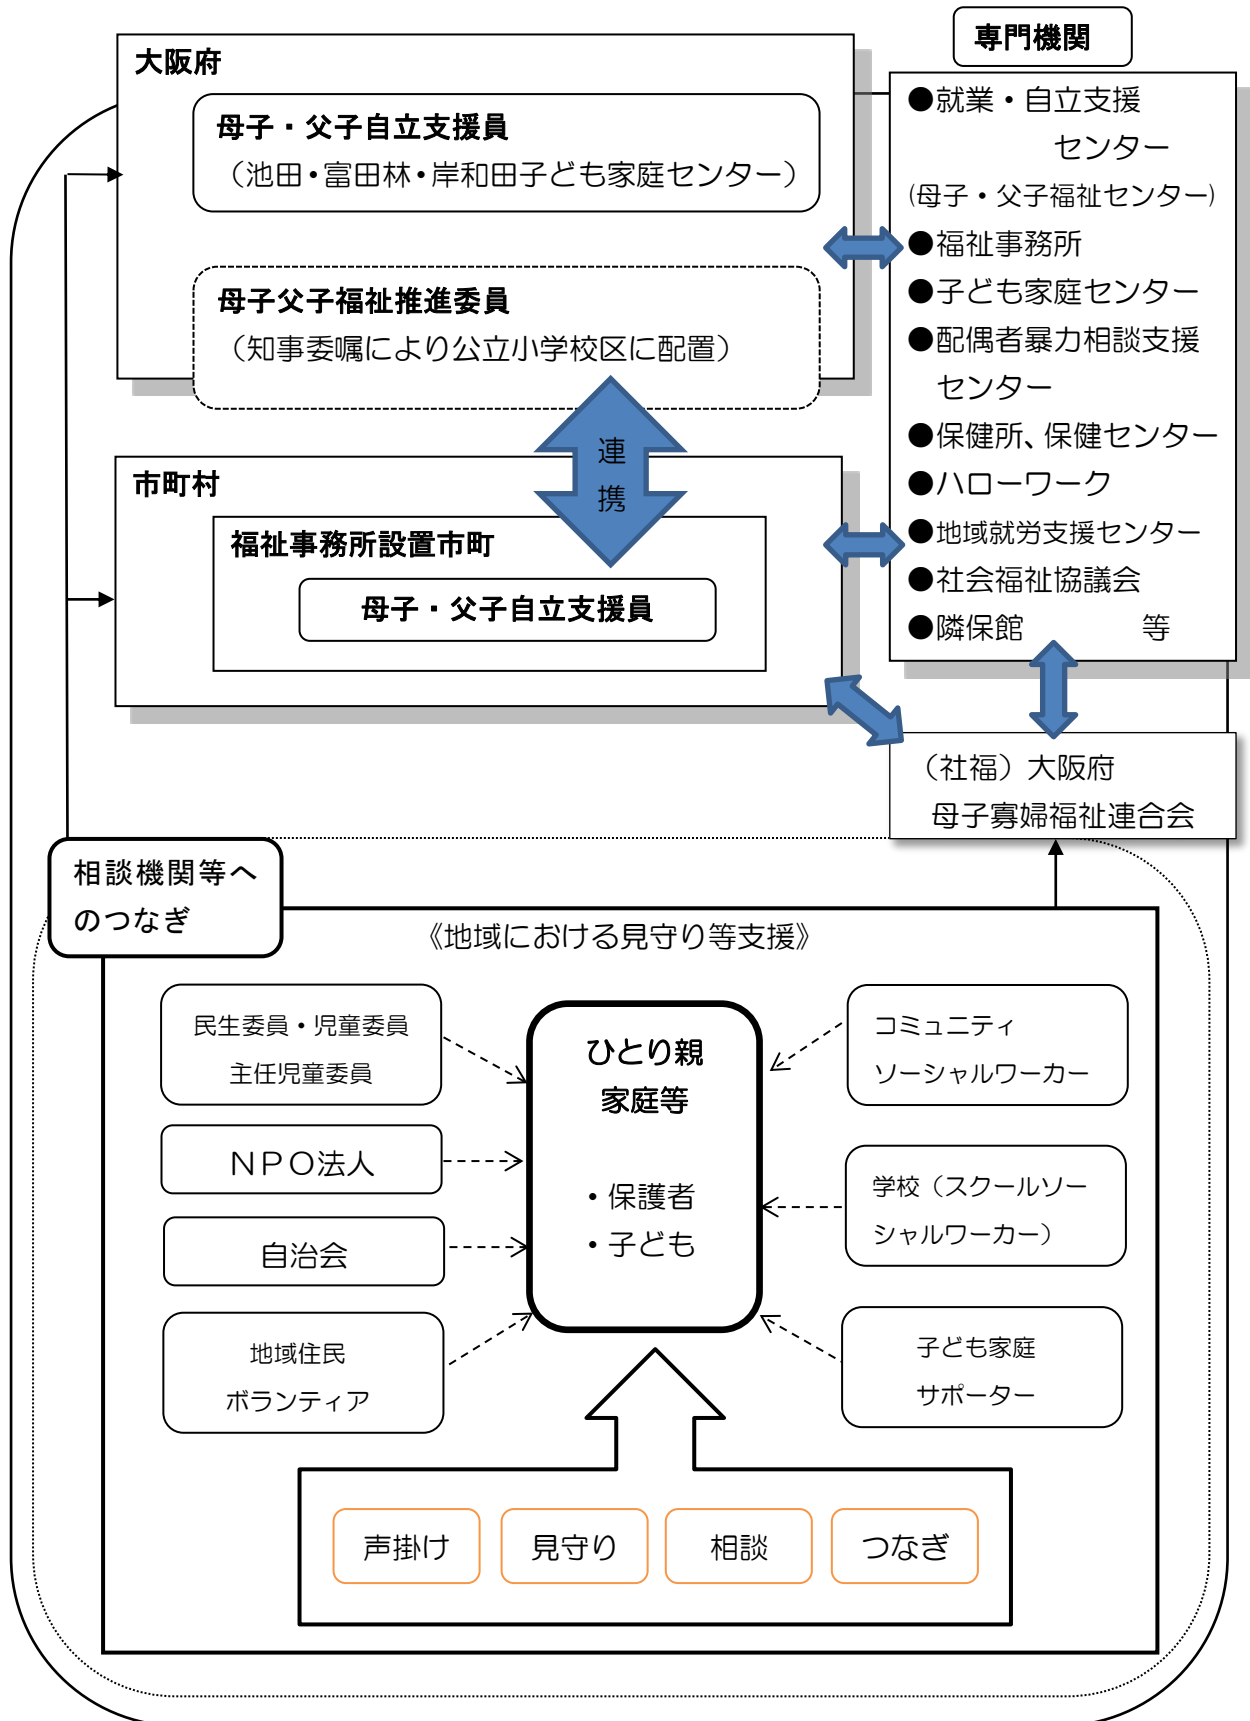 専門機関
大阪府
母子・父子自立支援員
（池田・富田林・岸和田子ども家庭センター）
母子父子福祉推進委員
（知事委嘱により公立小学校区に配置）
連
携
市町村
福祉事務所設置市町
母子・父子自立支援員
●就業・自立支援
センター
(母子・父子福祉センター)
●福祉事務所
●子ども家庭センター
●配偶者暴力相談支援
センター
●保健所、保健センター
●ハローワーク
●地域就労支援センター
●社会福祉協議会
●隣保館　　　　等
（社福）大阪府
母子寡婦福祉連合会
相談機関等へ
のつなぎ
《地域における見守り等支援》
民生委員・児童委員
主任児童委員
ＮＰＯ法人
自治会
地域住民
ボランティア
ひとり親
家庭等
・保護者
・子ども
コミュニティ
ソーシャルワーカー
学校（スクールソー
シャルワーカー）
子ども家庭
サポーター
声掛け
見守り
相談
つなぎ